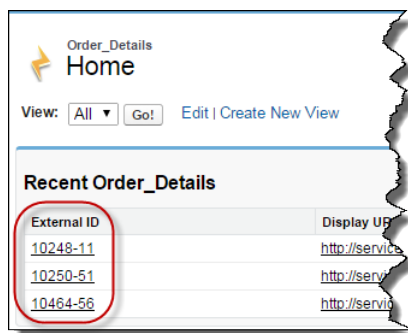 Order_Details
Home
View: All Go! Edit | Create New View
Recent Order_Details
External ID Display UR
10248-11 http://service
10250-51 http://servi
10464-56 http://servic